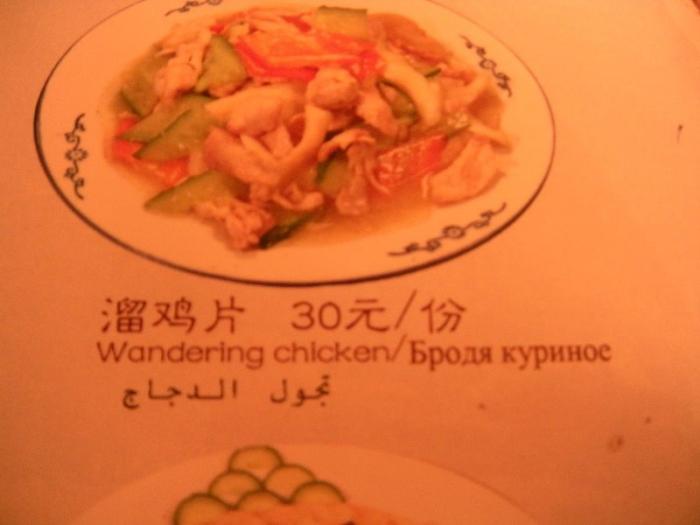 溜鸡片 30元/份
Wandering chicken/Бродя куриное
تجول الدجاج